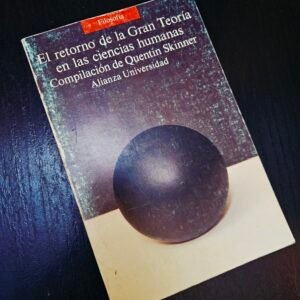 Filosofía
El retorno de la Gran Teoría
en las ciencias humanas
Compilación de Quentin Skinner
Alianza Universidad